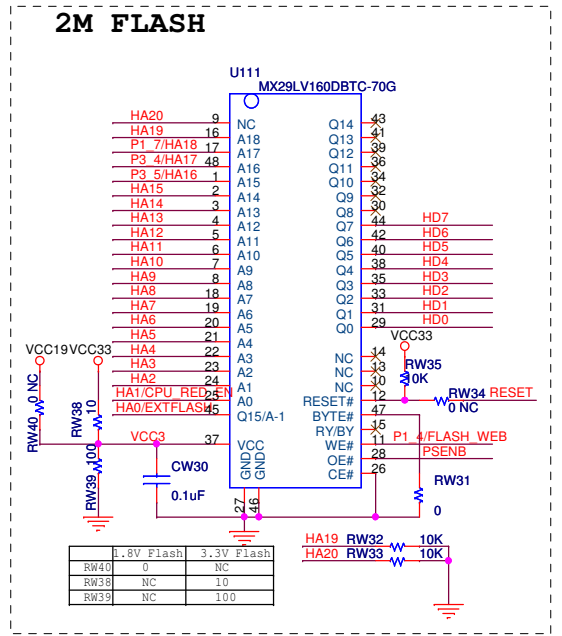 2M FLASH
U111
MX29LV160DBTC-70G
HA20 9 NC Q14 43
HA19 16 A18 Q13 41
P1_7/HA18 17 A17 Q12 39
P3_4/HA17 48 A16 Q11 36
P3_5/HA16 1 A15 Q10 34
HA15 2 A14 Q9 32
HA14 3 A13 Q8 30
HA13 4 A12 Q7 44 HD7
HA12 5 A11 Q6 42 HD6
HA11 6 A10 Q5 40 HD5
HA10 7 A9 Q4 38 HD4
HA9 8 A8 Q3 35 HD3
HA8 18 A7 Q2 33 HD2
HA7 19 A6 Q1 31 HD1
HA6 20 A5 Q0 29 HD0
HA5 21 A4
VCC33
HA4 22 A3 NC 14
VCC19 VCC33
HA3 23 A2 NC 13 RW35
HA2 24 A1 NC 10 10K
HA1/CPU_RED_EN 25 A0 RESET# 12 RW34 RESET
0 NC
HA0/EXTFLASH 45 Q15/A-1 BYTE# 47
RW40 0 NC
RW38 10
RY/BY 15
VCC3 37 VCC WE# 11 P1_4/FLASH_WEB
OE# 28 PSENB
CE# 26
RW39 100
CW30
0.1uF
GND 27
GND 46
RW31
0
HA19 RW32 10K
HA20 RW33 10K
1.8V Flash 3.3V Flash
RW40 0 NC
RW38 NC 10
RW39 NC 100